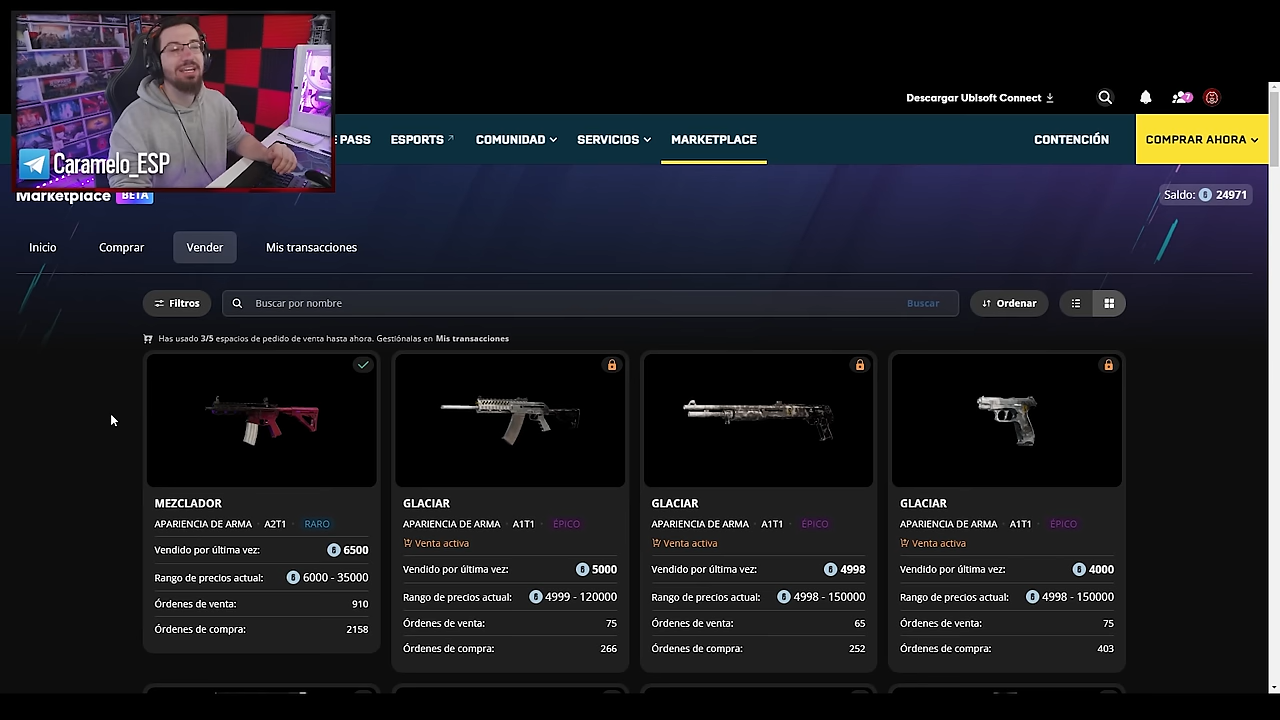 Caramelo_ESP
Descargar Ubisoft Connect
7
PASS
ESPORTS
COMUNIDAD
SERVICIOS
MARKETPLACE
CONTENCIÓN
COMPRAR AHORA
Marketplace BETA
Saldo: 24971
Inicio
Comprar
Vender
Mis transacciones
Filtros
Buscar por nombre
Buscar
Ordenar
Has usado 3/5 espacios de pedido de venta hasta ahora. Gestiónalas en Mis transacciones
MEZCLADOR
APARIENCIA DE ARMA · A2T1 · RARO
Vendido por última vez: 6500
Rango de precios actual: 6000 - 35000
Órdenes de venta: 910
Órdenes de compra: 2158
GLACIAR
APARIENCIA DE ARMA · A1T1 · ÉPICO
Venta activa
Vendido por última vez: 5000
Rango de precios actual: 4999 - 120000
Órdenes de venta: 75
Órdenes de compra: 266
GLACIAR
APARIENCIA DE ARMA · A1T1 · ÉPICO
Venta activa
Vendido por última vez: 4998
Rango de precios actual: 4998 - 150000
Órdenes de venta: 65
Órdenes de compra: 252
GLACIAR
APARIENCIA DE ARMA · A1T1 · ÉPICO
Venta activa
Vendido por última vez: 4000
Rango de precios actual: 4998 - 150000
Órdenes de venta: 75
Órdenes de compra: 403